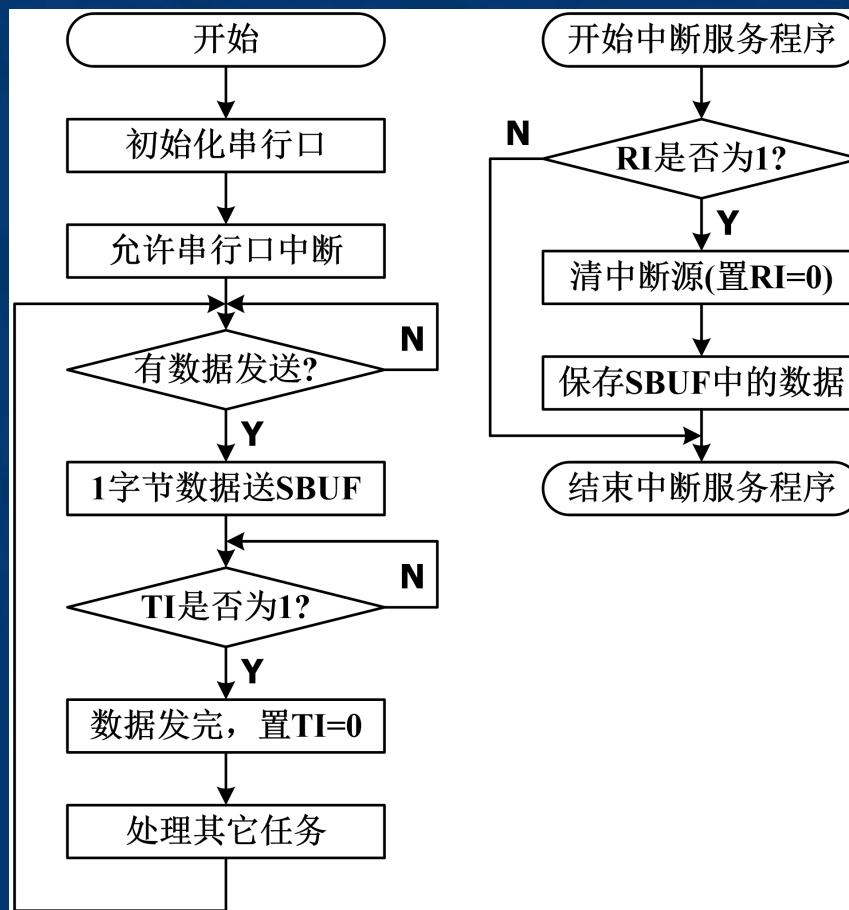 开始
初始化串行口
允许串行口中断
有数据发送?
N
Y
1字节数据送SBUF
TI是否为1?
N
Y
数据发完，置TI=0
处理其它任务
开始中断服务程序
N
RI是否为1?
Y
清中断源(置RI=0)
保存SBUF中的数据
结束中断服务程序